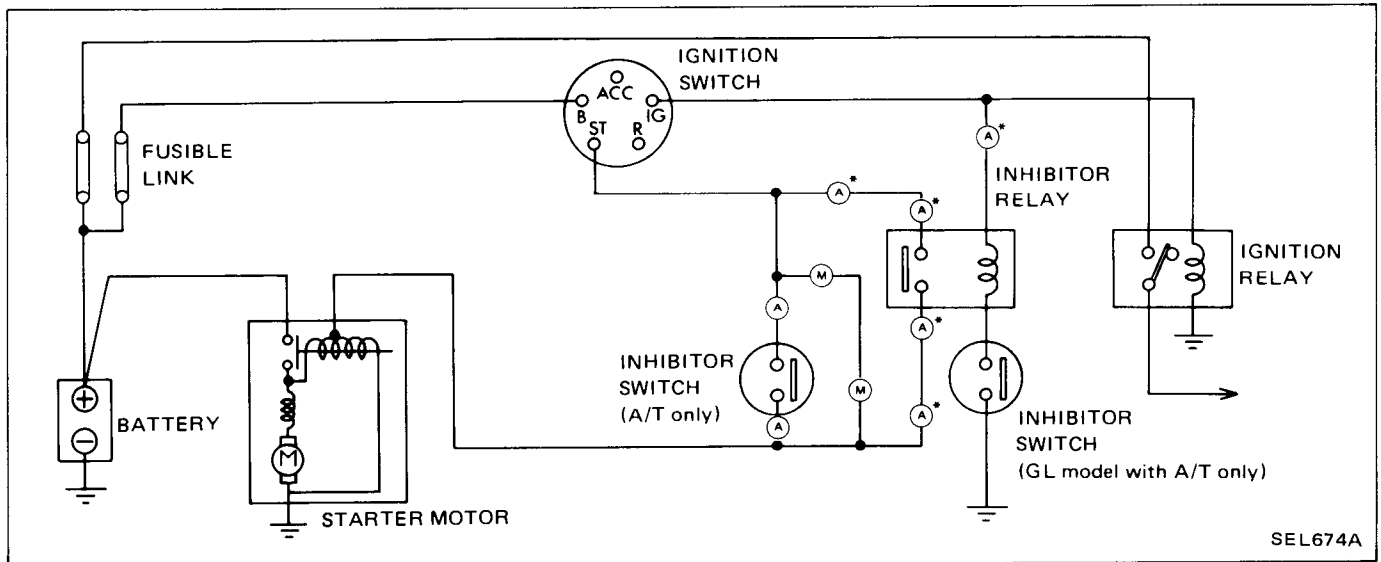 IGNITION
SWITCH
ACC
B
IG
ST
R
FUSIBLE
LINK
A*
INHIBITOR
RELAY
A*
A*
IGNITION
RELAY
M
A
A*
INHIBITOR
SWITCH
(A/T only)
M
A*
A
INHIBITOR
SWITCH
(GL model with A/T only)
+
BATTERY
−
M
STARTER MOTOR
SEL674A